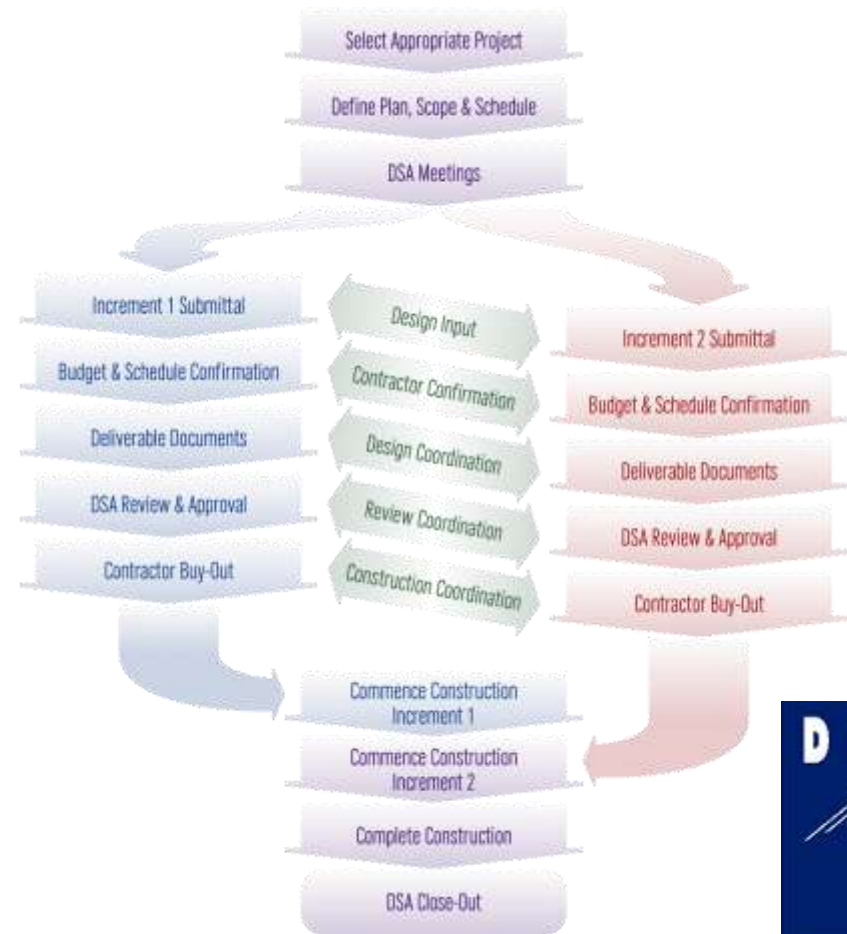 Select Appropriate Project
Define Plan, Scope & Schedule
DSA Meetings
Increment 1 Submittal
Budget & Schedule Confirmation
Deliverable Documents
DSA Review & Approval
Contractor Buy-Out
Design Input
Contractor Confirmation
Design Coordination
Review Coordination
Construction Coordination
Increment 2 Submittal
Budget & Schedule Confirmation
Deliverable Documents
DSA Review & Approval
Contractor Buy-Out
Commence Construction
Increment 1
Commence Construction
Increment 2
Complete Construction
DSA Close-Out
D